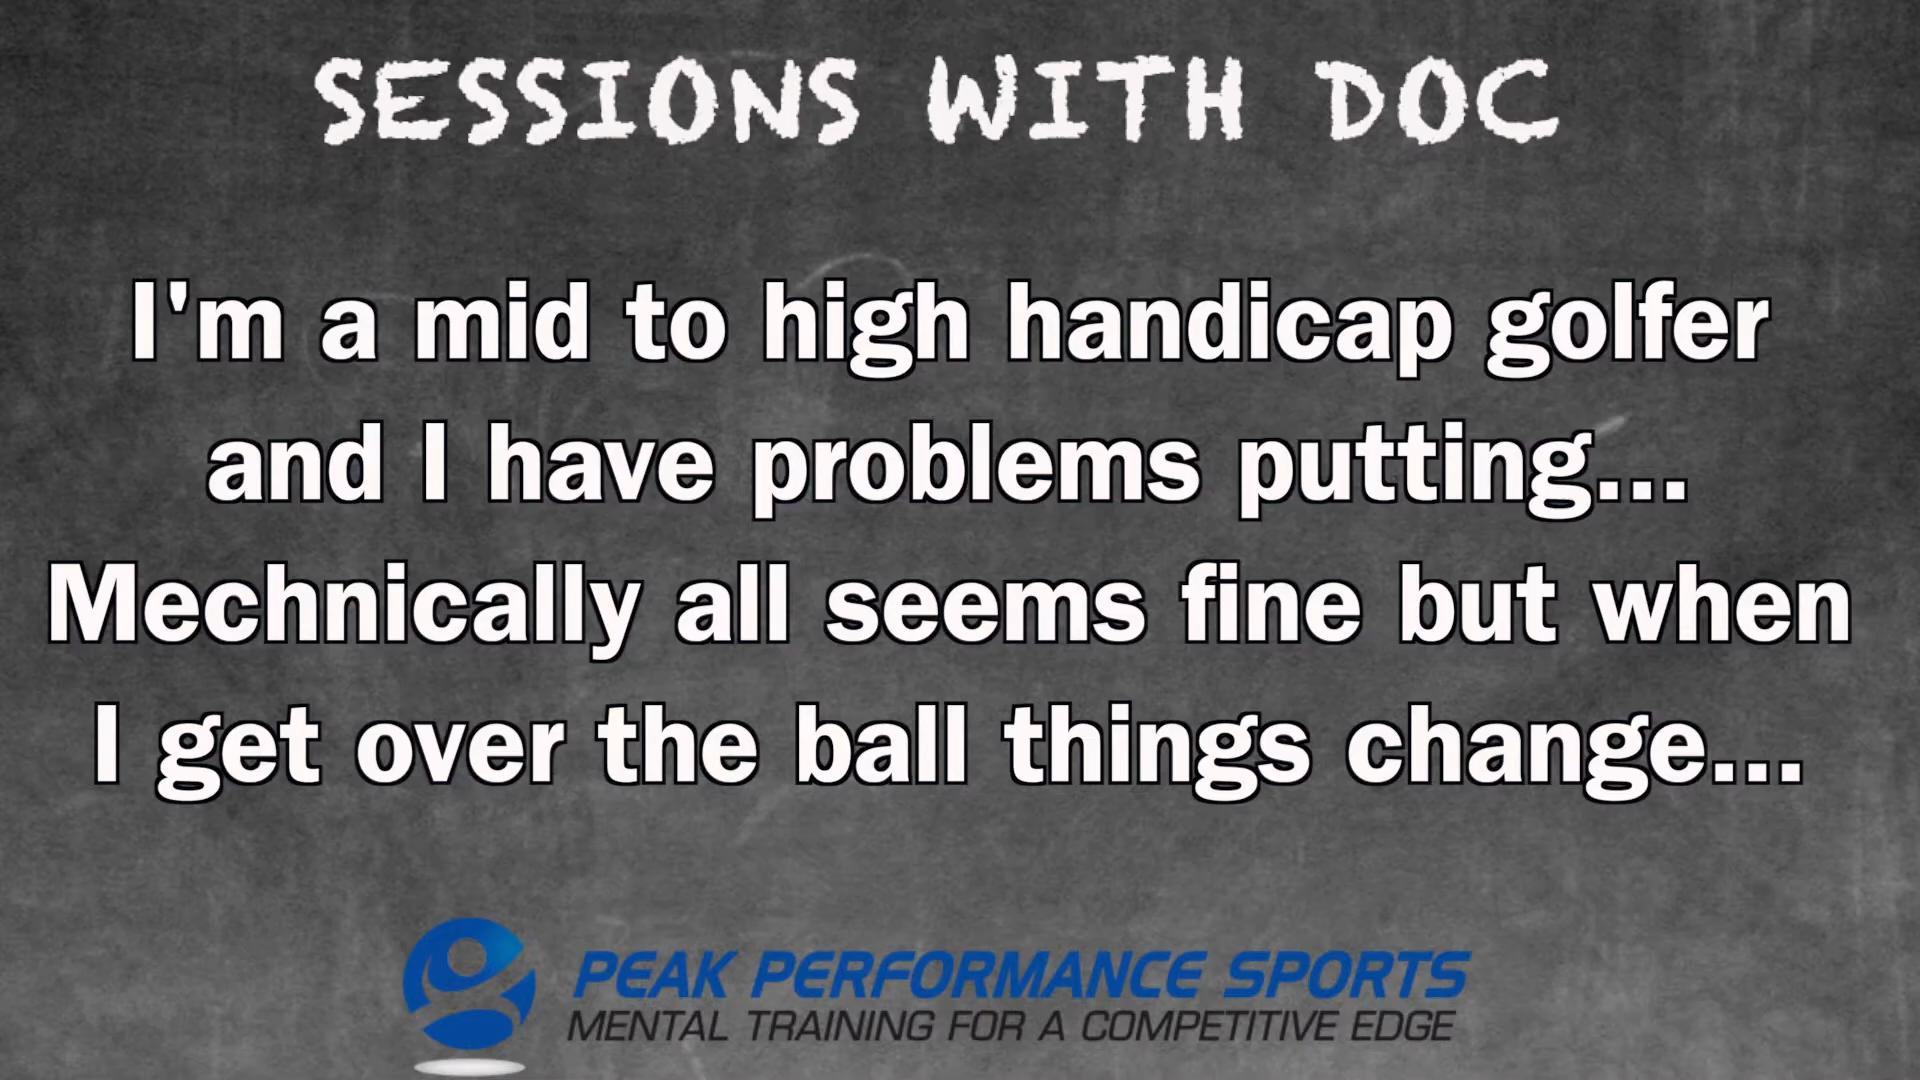 SESSIONS WITH DOC
I'm a mid to high handicap golfer
and I have problems putting...
Mechnically all seems fine but when
I get over the ball things change...
PEAK PERFORMANCE SPORTS
MENTAL TRAINING FOR A COMPETITIVE EDGE